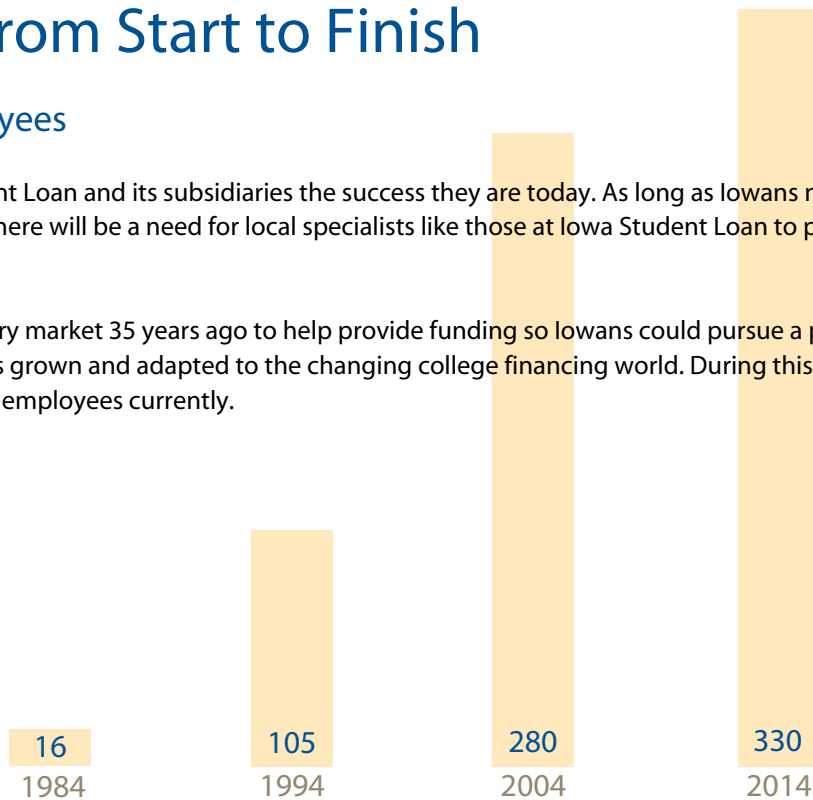 rom Start to Finish
yees
nt Loan and its subsidiaries the success they are today. As long as Iowans n
here will be a need for local specialists like those at Iowa Student Loan to p
ry market 35 years ago to help provide funding so Iowans could pursue a p
s grown and adapted to the changing college financing world. During this
employees currently.
16 105 280 330
1984 1994 2004 2014